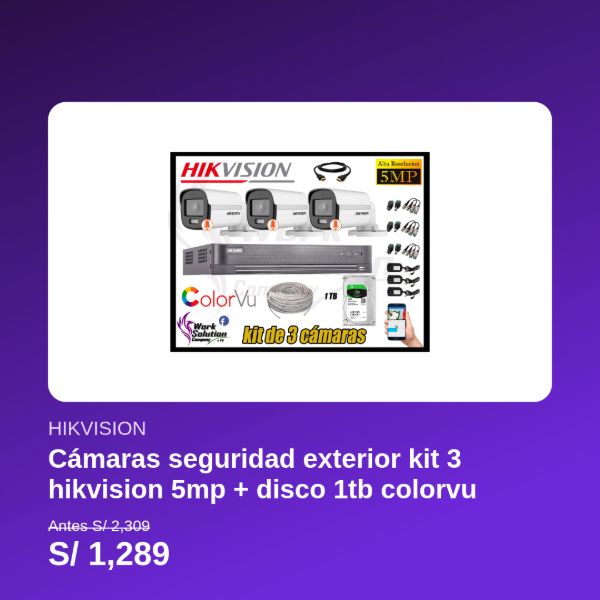 HIKVISION
Alta Resolucion
5MP
ColorVu
1 TB
Work
Solution
Company
kit de 3 cámaras
HIKVISION
Cámaras seguridad exterior kit 3
hikvision 5mp + disco 1tb colorvu
Antes S/ 2,309
S/ 1,289